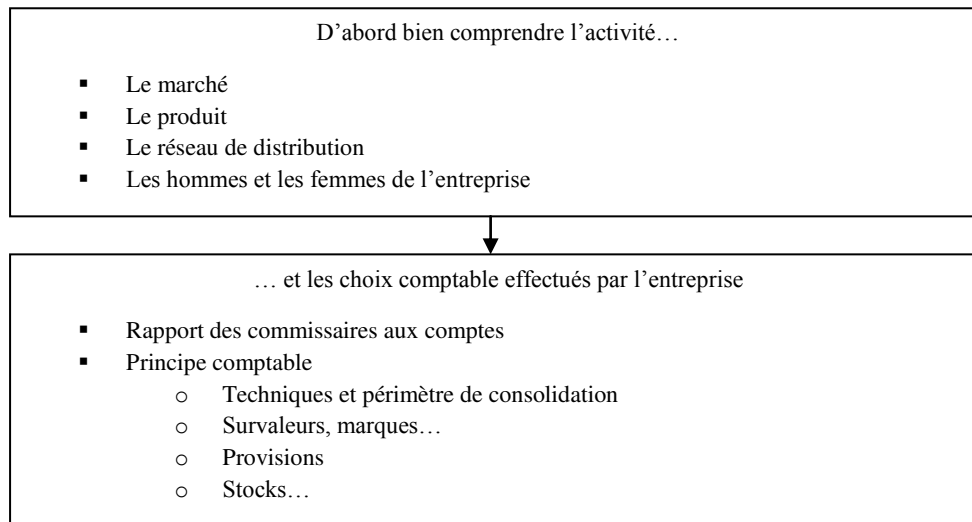 D’abord bien comprendre l’activité…
▪ Le marché
▪ Le produit
▪ Le réseau de distribution
▪ Les hommes et les femmes de l’entreprise
… et les choix comptable effectués par l’entreprise
▪ Rapport des commissaires aux comptes
▪ Principe comptable
o Techniques et périmètre de consolidation
o Survaleurs, marques…
o Provisions
o Stocks…